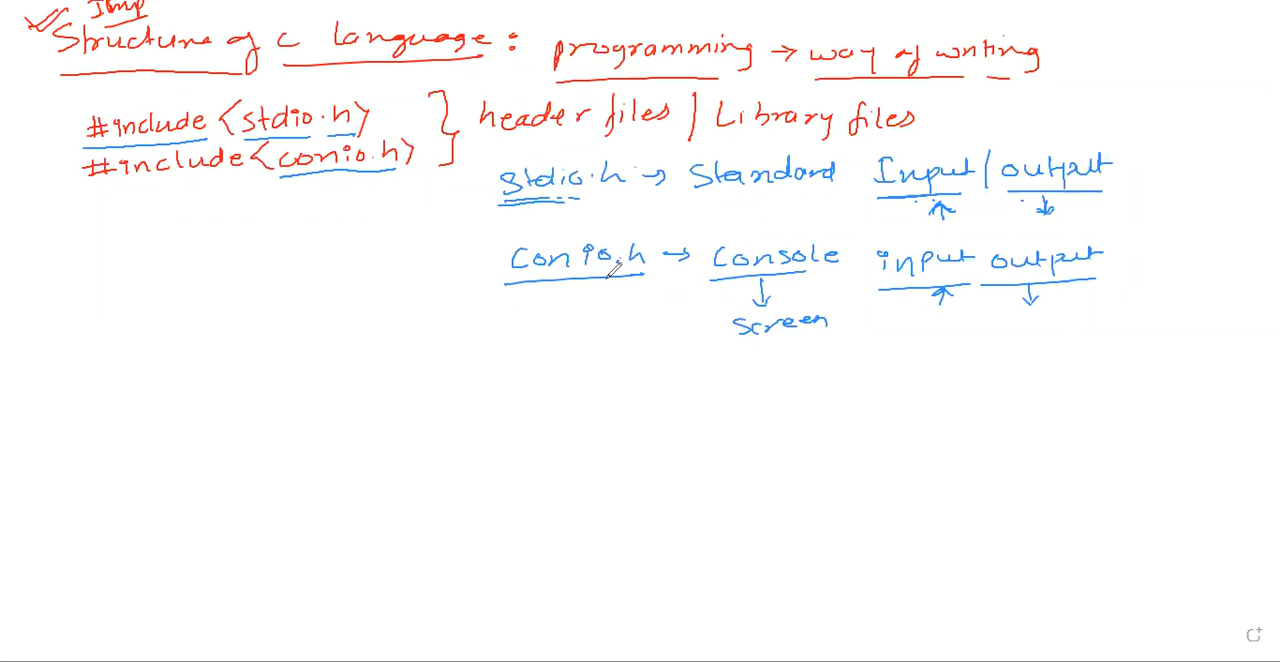 Imp
Structure of c language: programming → way of writing
#include <stdio.h> } header files / Library files
#include<conio.h>
Stdio.h → Standard Input/output
Conio.h → Console input output
Screen